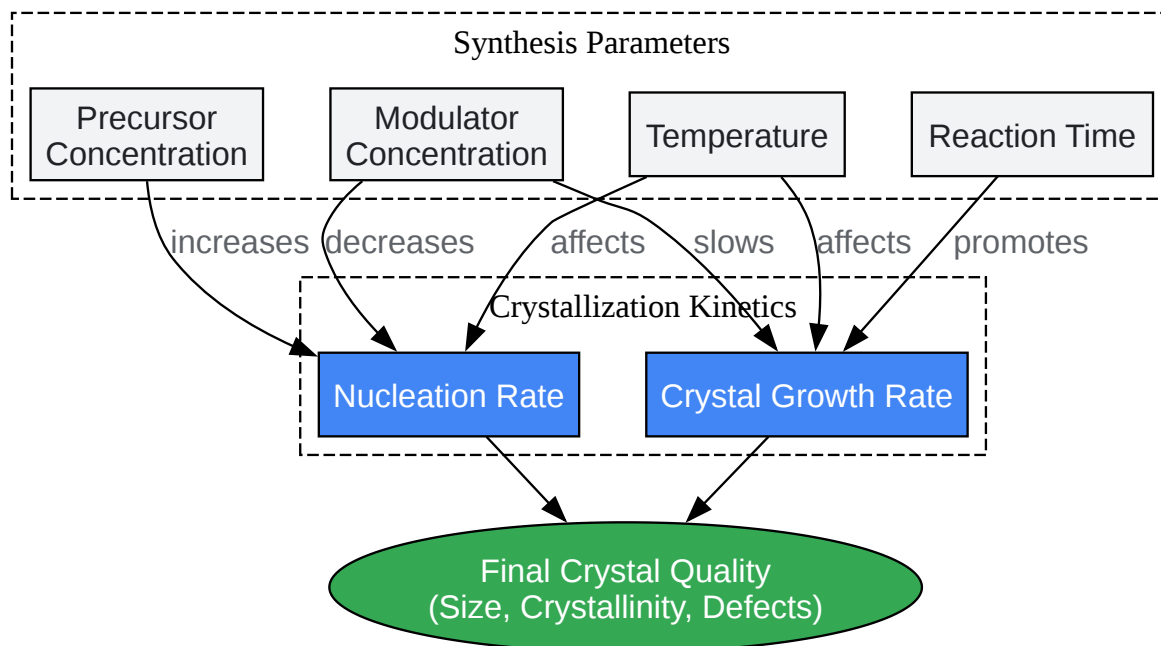 Synthesis Parameters
Precursor
Concentration
Modulator
Concentration
Temperature
Reaction Time
increases
decreases
affects
slows
affects
promotes
Crystallization Kinetics
Nucleation Rate
Crystal Growth Rate
Final Crystal Quality
(Size, Crystallinity, Defects)